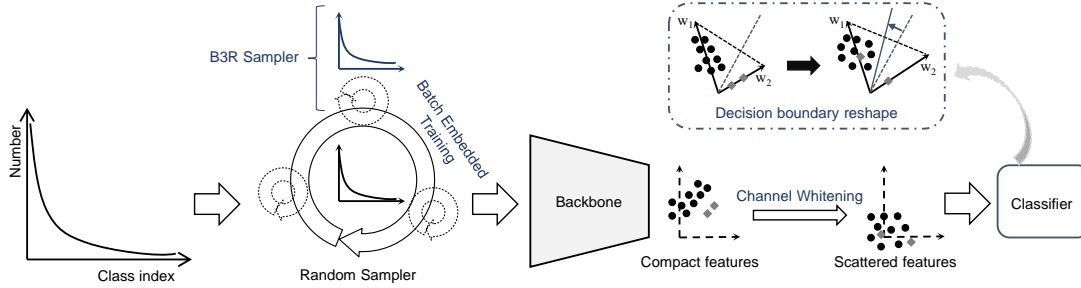 Number
Class index
B3R Sampler
Batch Embedded
Training
Random Sampler
Backbone
Compact features
Channel Whitening
Scattered features
w1
w2
w1
w2
Decision boundary reshape
Classifier